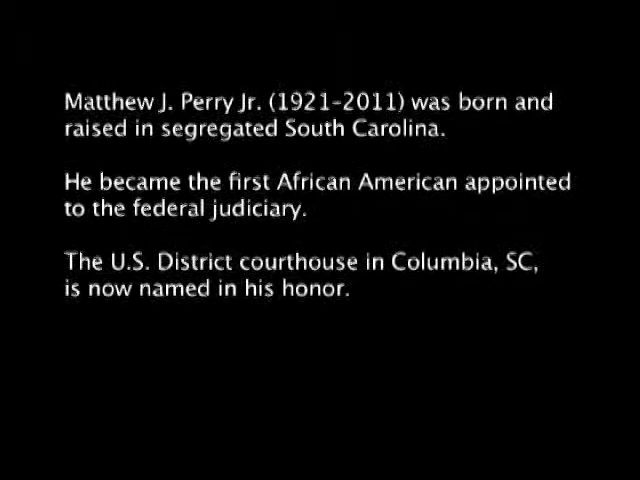 Matthew J. Perry Jr. (1921-2011) was born and
raised in segregated South Carolina.
He became the first African American appointed
to the federal judiciary.
The U.S. District courthouse in Columbia, SC,
is now named in his honor.